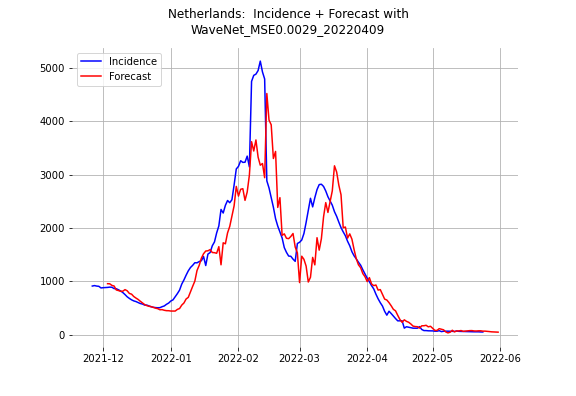 Netherlands:  Incidence + Forecast with
WaveNet_MSE0.0029_20220409
Incidence
Forecast
5000
4000
3000
2000
1000
0
2021-12 2022-01 2022-02 2022-03 2022-04 2022-05 2022-06